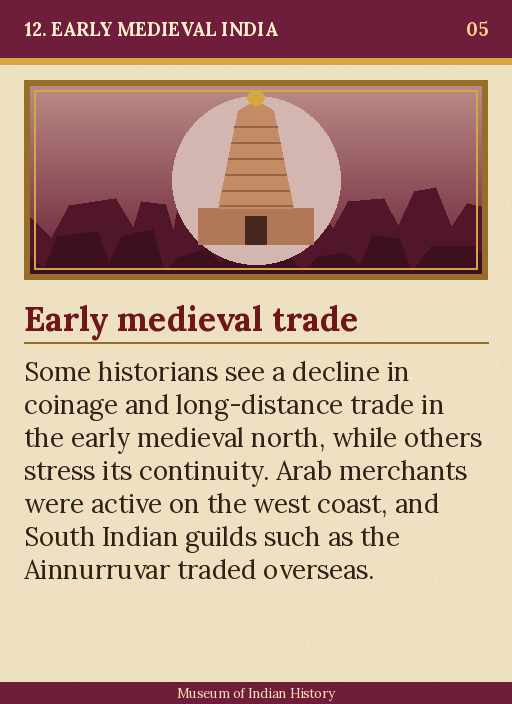 12. EARLY MEDIEVAL INDIA
05
Early medieval trade
Some historians see a decline in
coinage and long-distance trade in
the early medieval north, while others
stress its continuity. Arab merchants
were active on the west coast, and
South Indian guilds such as the
Ainnurruvar traded overseas.
Museum of Indian History